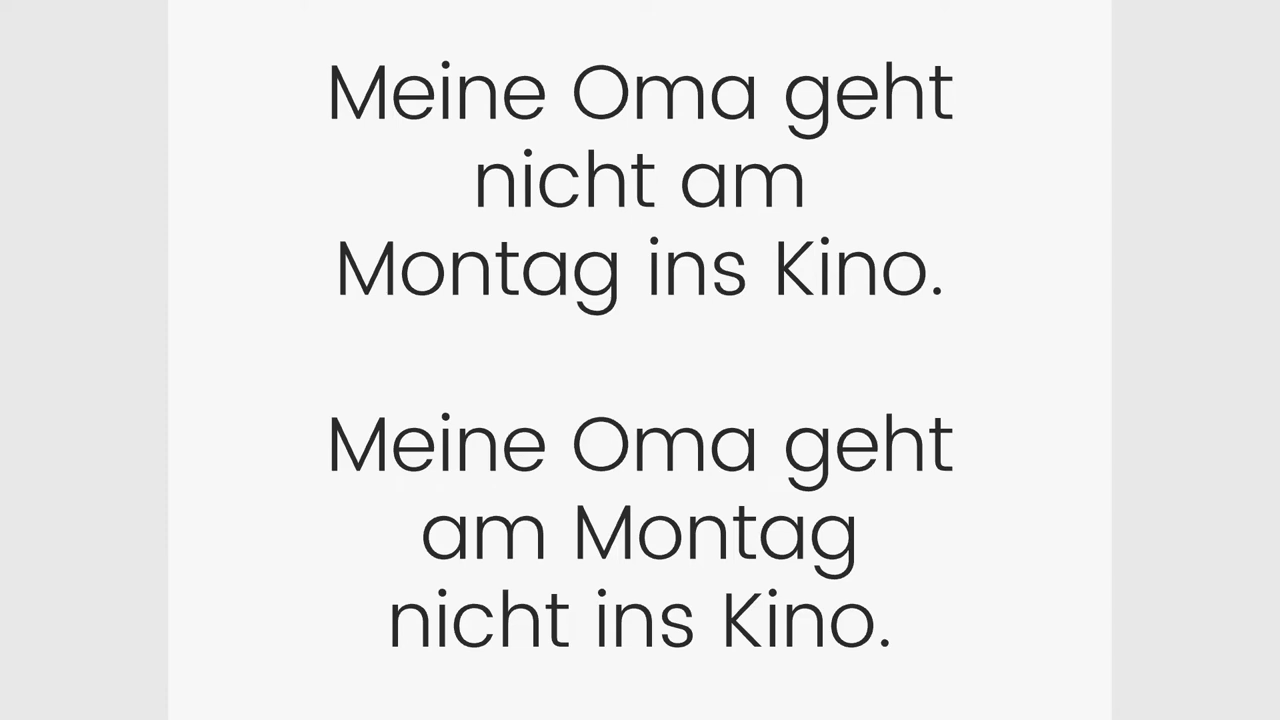 Meine Oma geht
nicht am
Montag ins Kino.
Meine Oma geht
am Montag
nicht ins Kino.